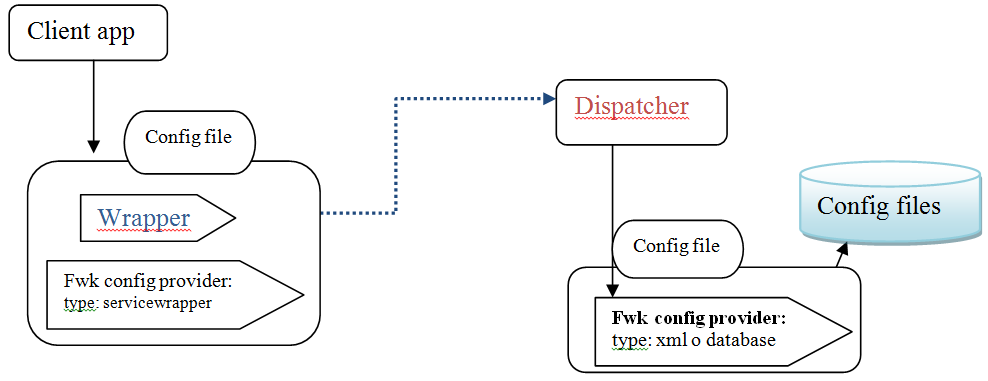 Client app
Config file
Wrapper
Fwk config provider:
type: servicewrapper
Dispatcher
Config files
Config file
Fwk config provider:
type: xml o database